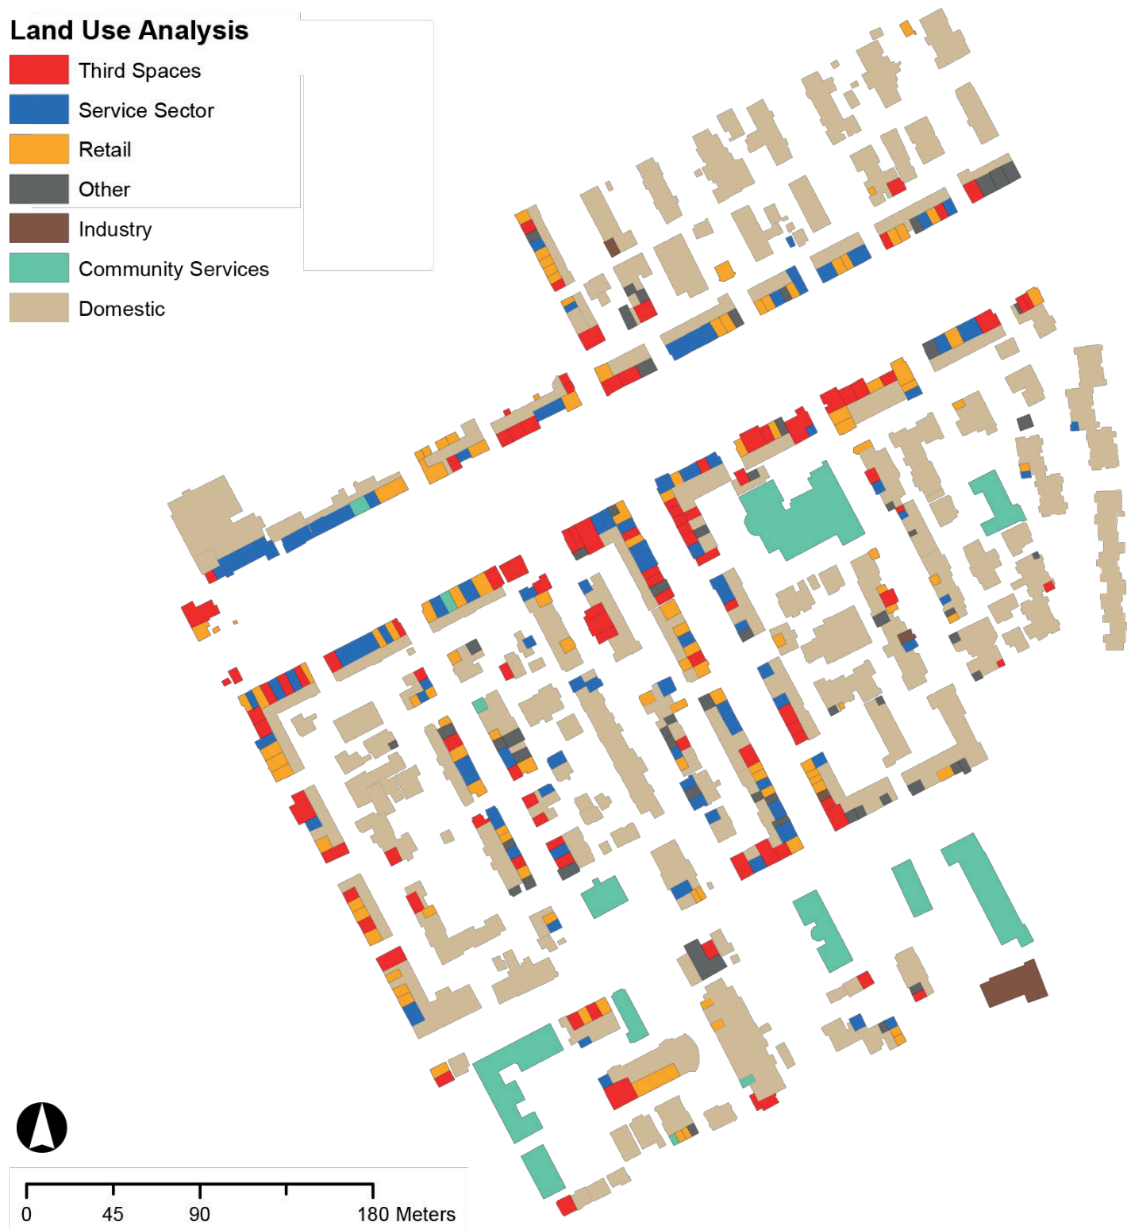 Land Use Analysis
Third Spaces
Service Sector
Retail
Other
Industry
Community Services
Domestic
0 45 90 180 Meters